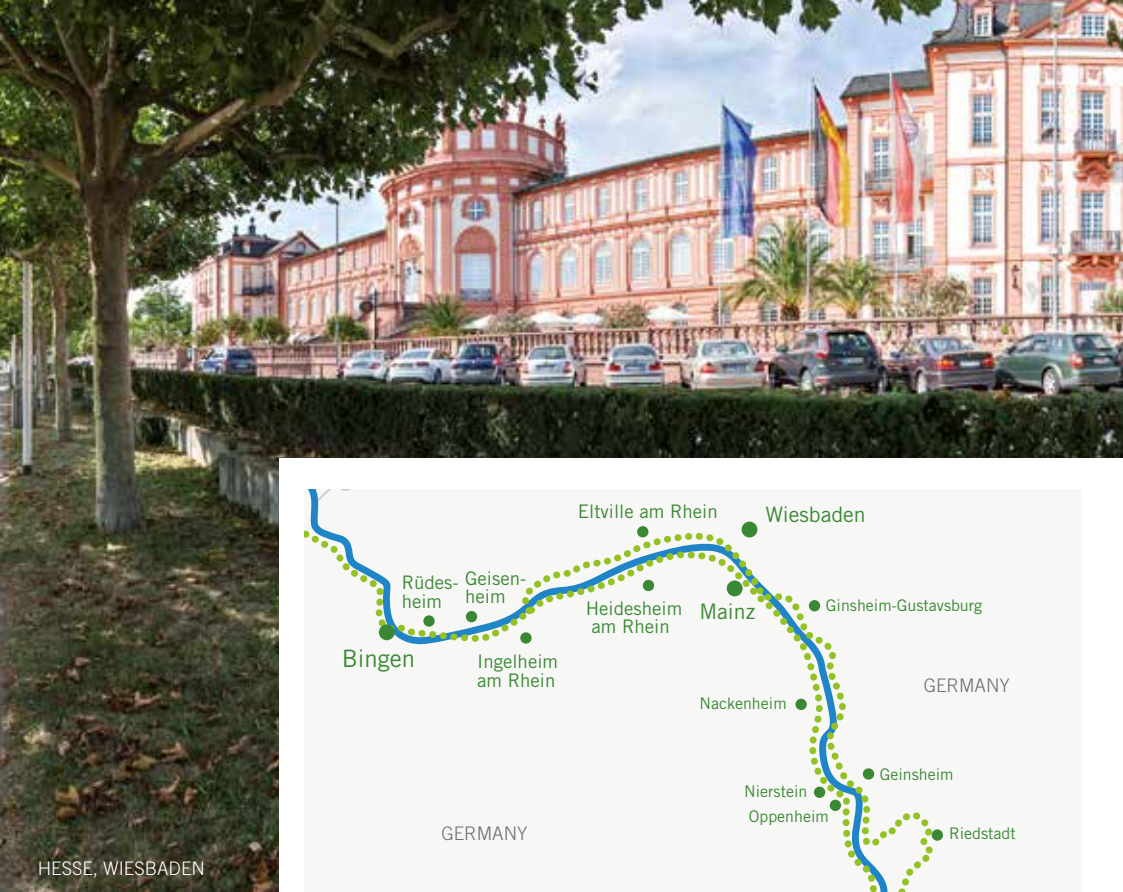 Eltville am Rhein
Wiesbaden
Rüdes-
heim
Geisen-
heim
Heidesheim
am Rhein
Mainz
Ginsheim-Gustavsburg
Bingen
Ingelheim
am Rhein
GERMANY
Nackenheim
Geinsheim
Nierstein
Oppenheim
GERMANY
Riedstadt
HESSE, WIESBADEN